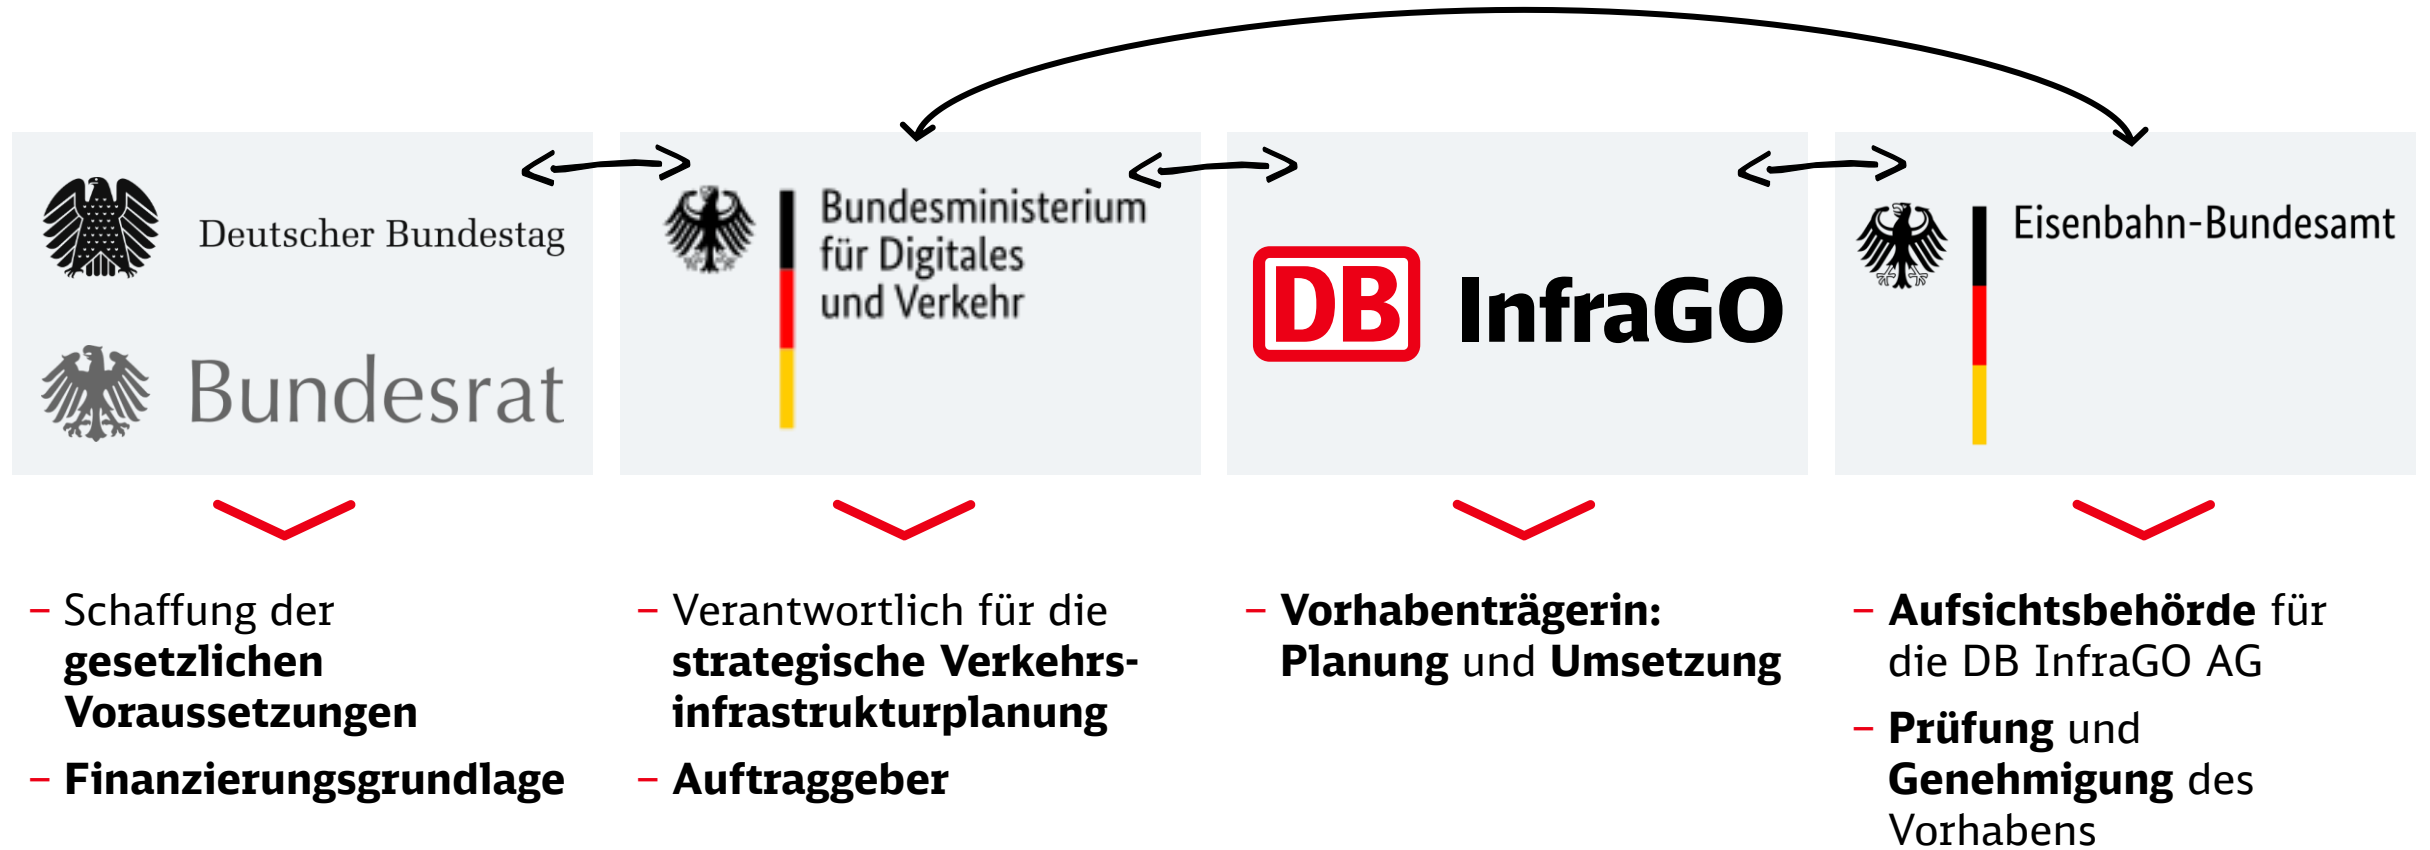 Deutscher Bundestag
Bundesrat
Bundesministerium
für Digitales
und Verkehr
DB InfraGO
Eisenbahn-Bundesamt
– Schaffung der
gesetzlichen
Voraussetzungen
– Finanzierungsgrundlage
– Verantwortlich für die
strategische Verkehrs-
infrastrukturplanung
– Auftraggeber
– Vorhabenträgerin:
Planung und Umsetzung
– Aufsichtsbehörde für
die DB InfraGO AG
– Prüfung und
Genehmigung des
Vorhabens